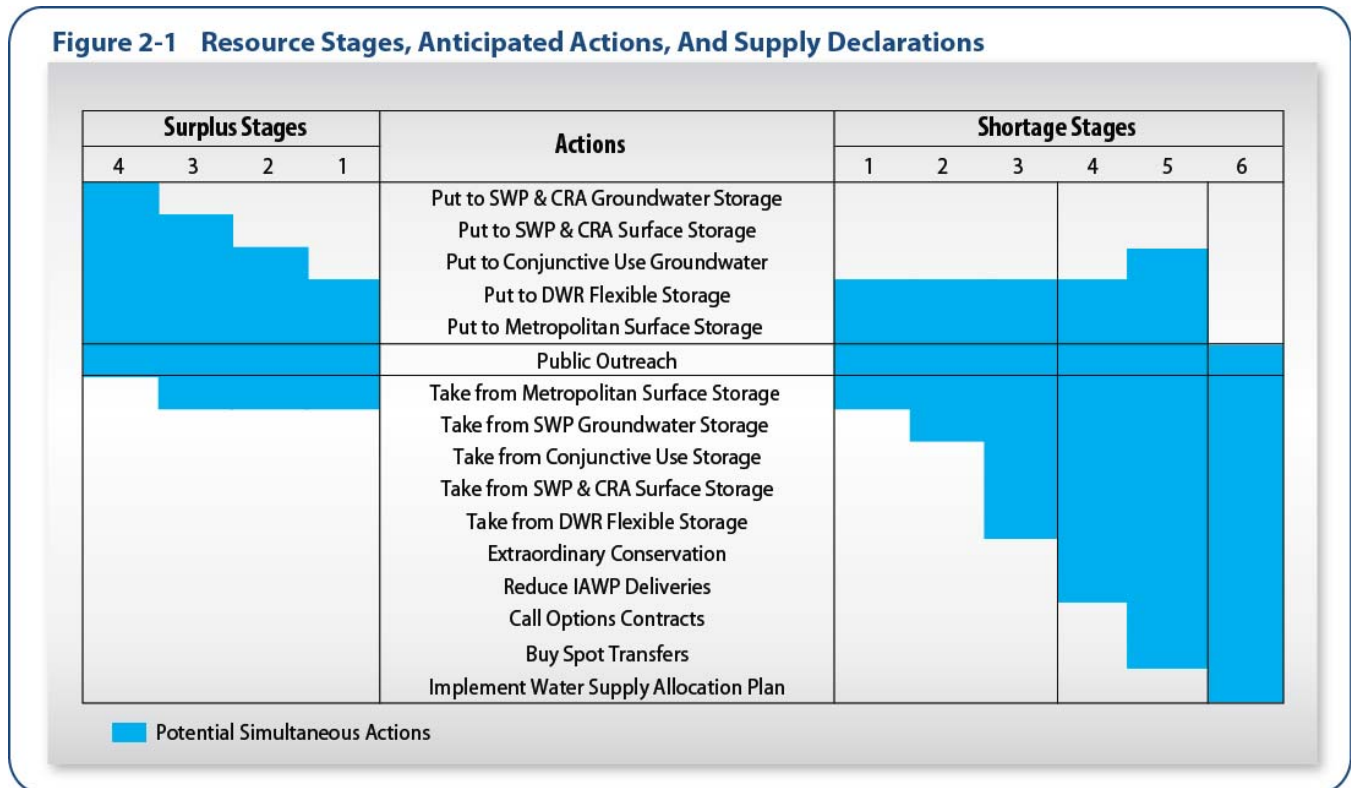 Figure 2-1 Resource Stages, Anticipated Actions, And Supply Declarations
Surplus Stages Actions Shortage Stages
4 3 2 1 1 2 3 4 5 6
Put to SWP & CRA Groundwater Storage
Put to SWP & CRA Surface Storage
Put to Conjunctive Use Groundwater
Put to DWR Flexible Storage
Put to Metropolitan Surface Storage
Public Outreach
Take from Metropolitan Surface Storage
Take from SWP Groundwater Storage
Take from Conjunctive Use Storage
Take from SWP & CRA Surface Storage
Take from DWR Flexible Storage
Extraordinary Conservation
Reduce IAWP Deliveries
Call Options Contracts
Buy Spot Transfers
Implement Water Supply Allocation Plan
Potential Simultaneous Actions